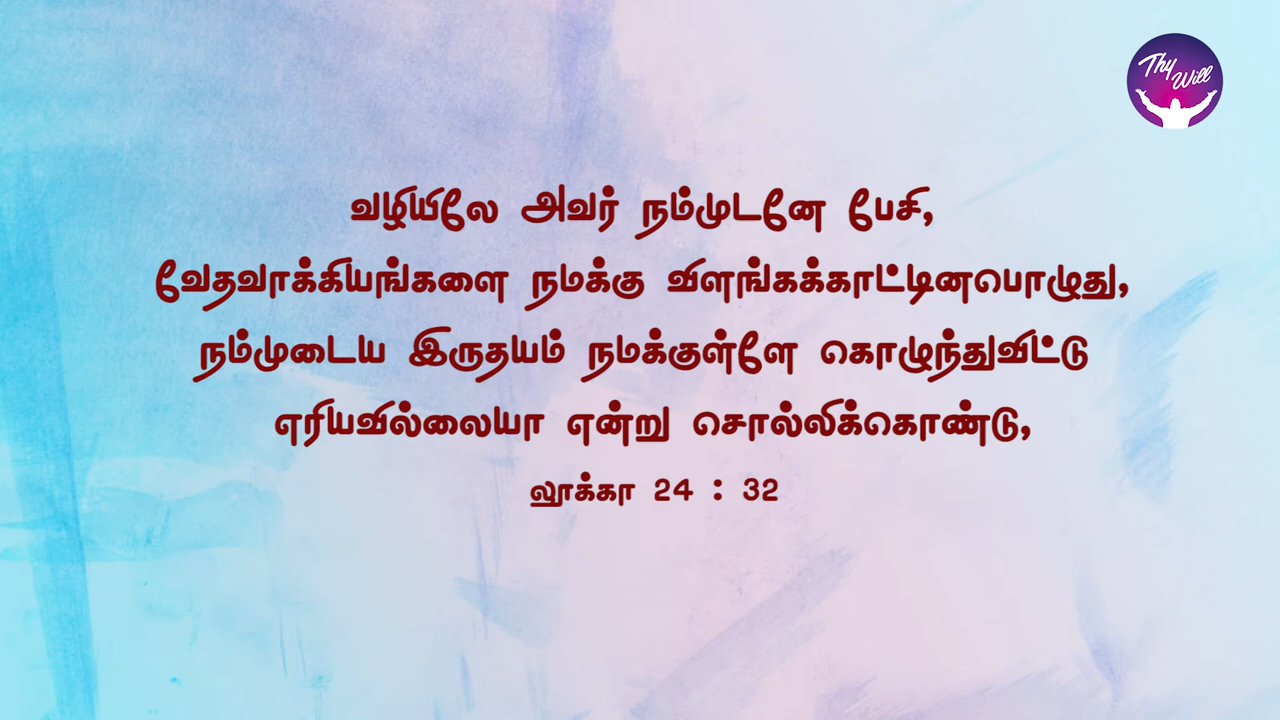 Thy Will
வழியிலே அவர் நம்முடனே பேசி,
வேதவாக்கியங்களை நமக்கு விளங்கக்காட்டினபொழுது,
நம்முடைய இருதயம் நமக்குள்ளே கொழுந்துவிட்டு
எரியவில்லையா என்று சொல்லிக்கொண்டு,
லூக்கா 24 : 32